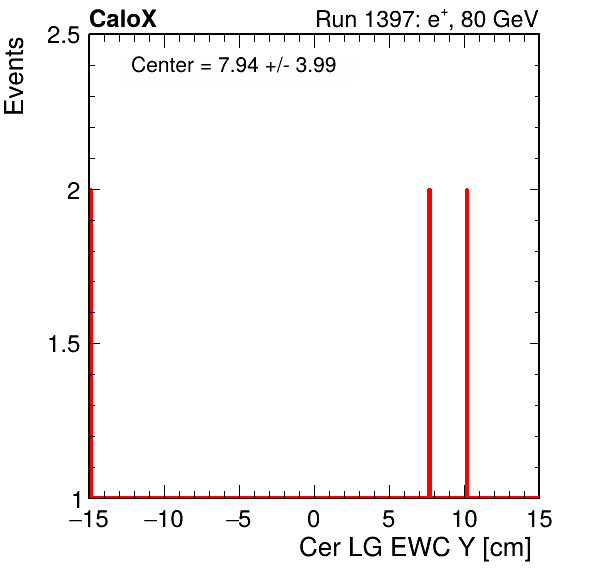 CaloX Run 1397: e⁺, 80 GeV
Center = 7.94 +/- 3.99
Events
2.5
2
1.5
1
−15 −10 −5 0 5 10 15
Cer LG EWC Y [cm]